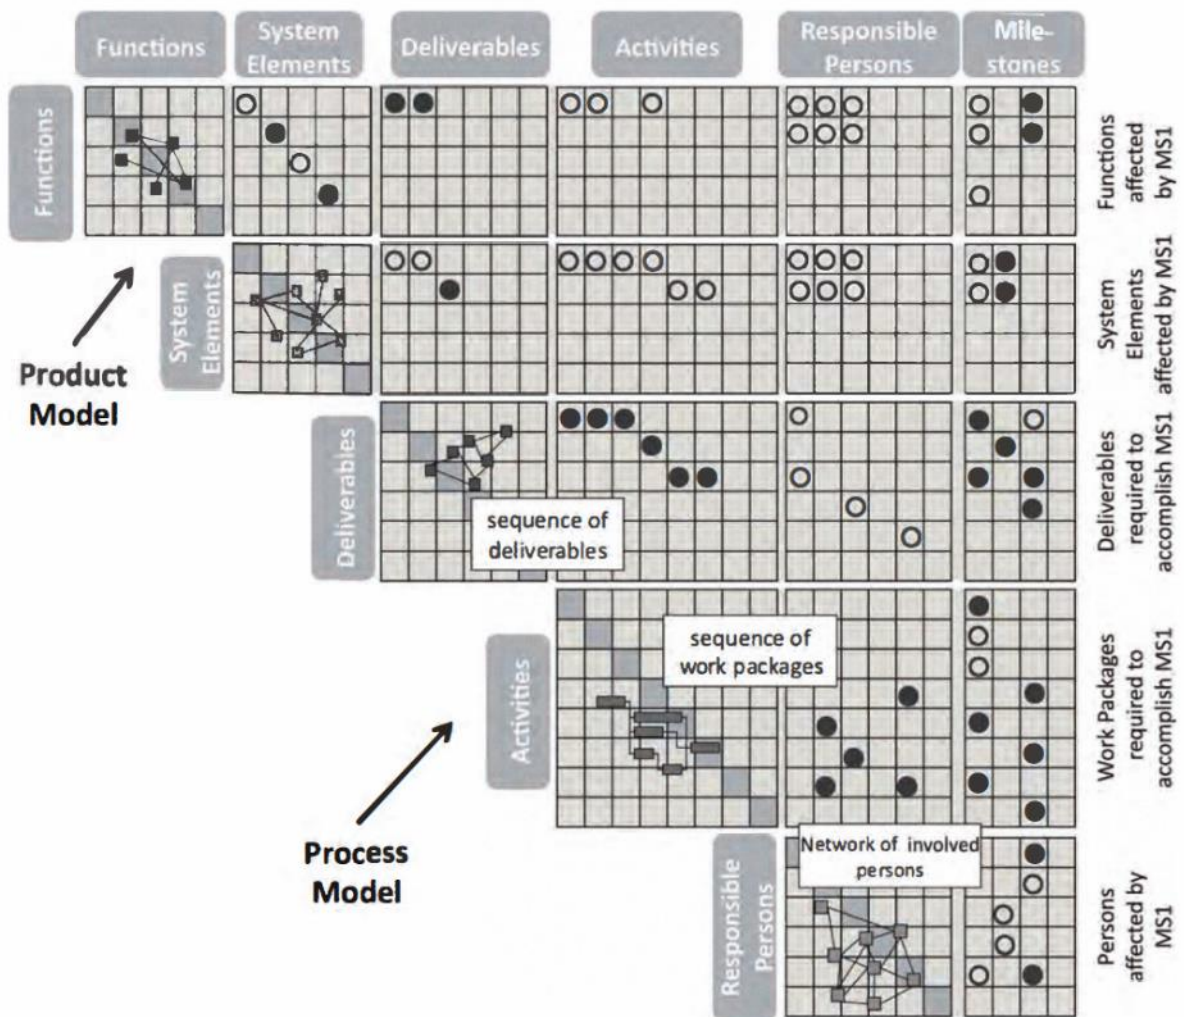 Functions
System
Elements
Deliverables
Activities
Responsible
Persons
Mile-
stones
Functions
Functions
affected
by MS1
System
Elements
System
Elements
affected by MS1
Product
Model
Deliverables
sequence of
deliverables
Deliverables
required to
accomplish MS1
Activities
sequence of
work packages
Work Packages
required to
accomplish MS1
Process
Model
Responsible
Persons
Network of involved
persons
Persons
affected by
MS1